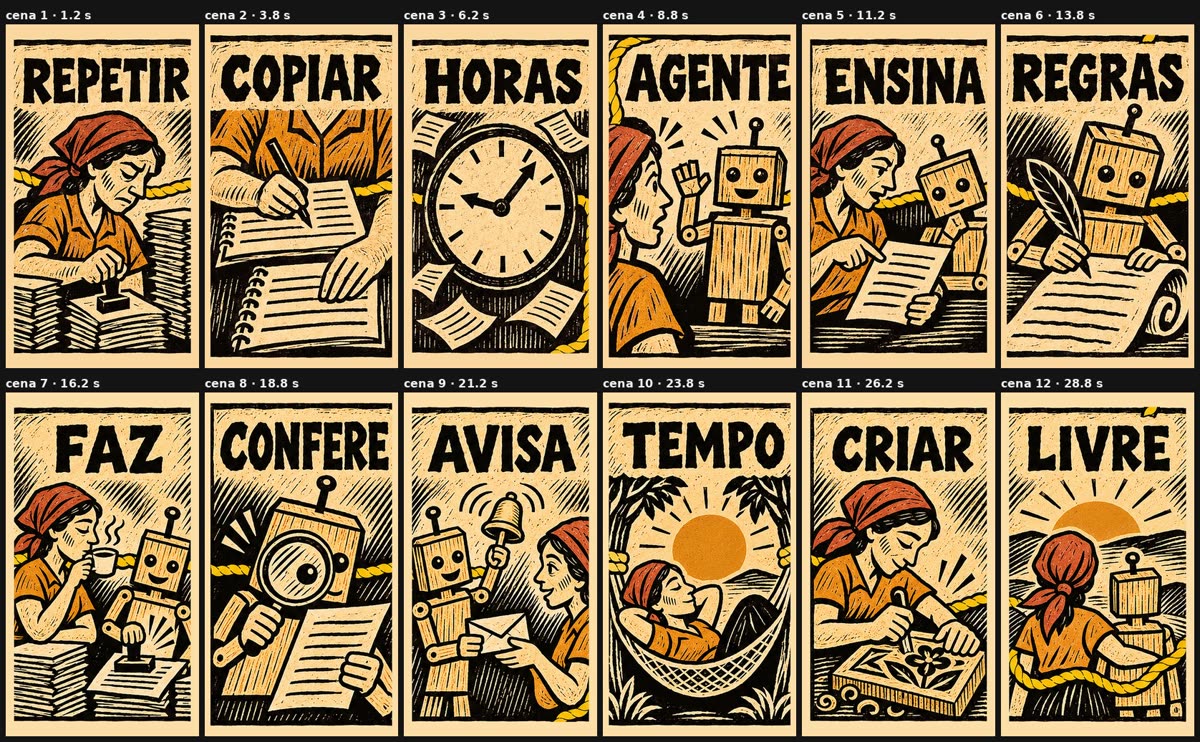 cena 1 · 1.2 s
REPETIR
cena 2 · 3.8 s
COPIAR
cena 3 · 6.2 s
HORAS
cena 4 · 8.8 s
AGENTE
cena 5 · 11.2 s
ENSINA
cena 6 · 13.8 s
REGRAS
cena 7 · 16.2 s
FAZ
cena 8 · 18.8 s
CONFERE
cena 9 · 21.2 s
AVISA
cena 10 · 23.8 s
TEMPO
cena 11 · 26.2 s
CRIAR
cena 12 · 28.8 s
LIVRE